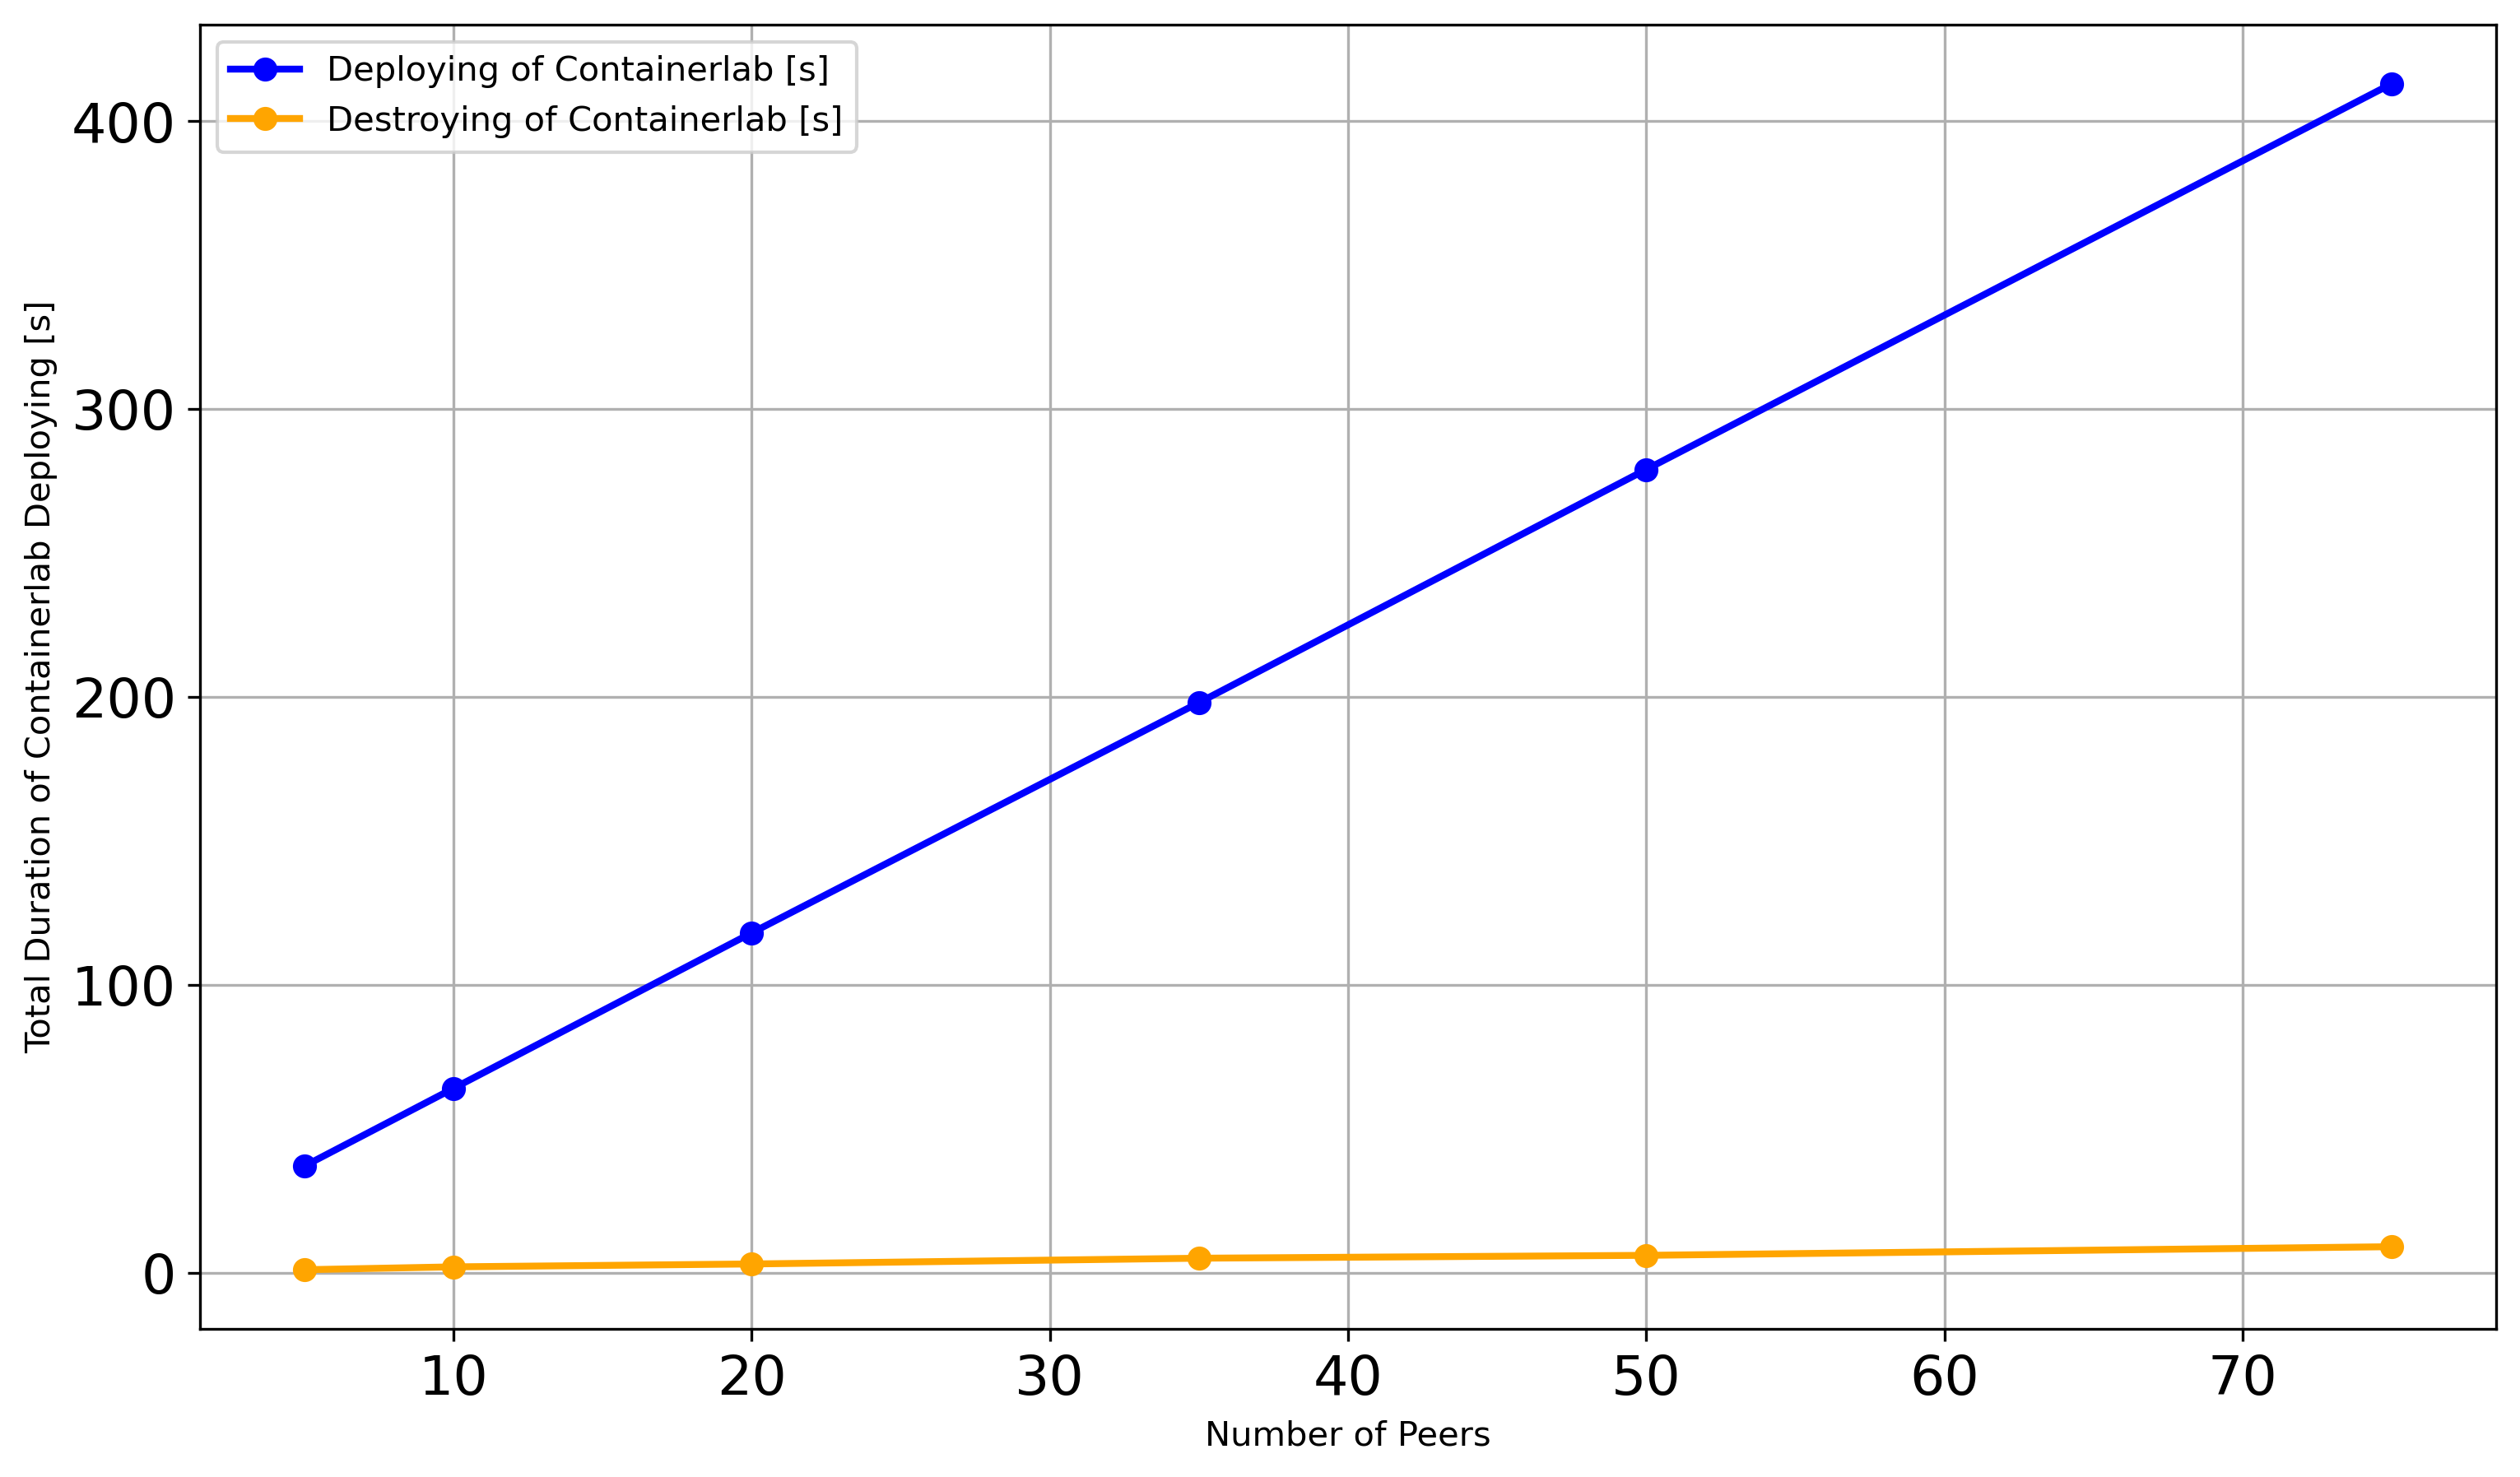 Deploying of Containerlab [s]
Destroying of Containerlab [s]
Total Duration of Containerlab Deploying [s]
400
300
200
100
0
10 20 30 40 50 60 70
Number of Peers